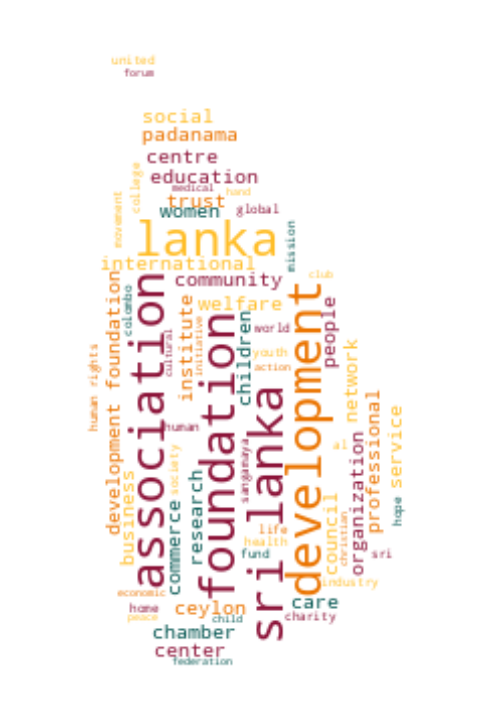 united
forum
social
padanama
centre
education
college
medical
hand
trust
women
global
movement
lanka
mission
international
club
community
colombo
welfare
development foundation
association
institute
initiative
cultural
foundation
children
world
people
development
youth
action
network
human rights
sri lanka
professional
service
human
organization
al
sanganaya
society
research
business
commerce
council
christian
hope
life
health
fund
sri
industry
economic
home
peace
ceylon
child
care
charity
chamber
center
federation